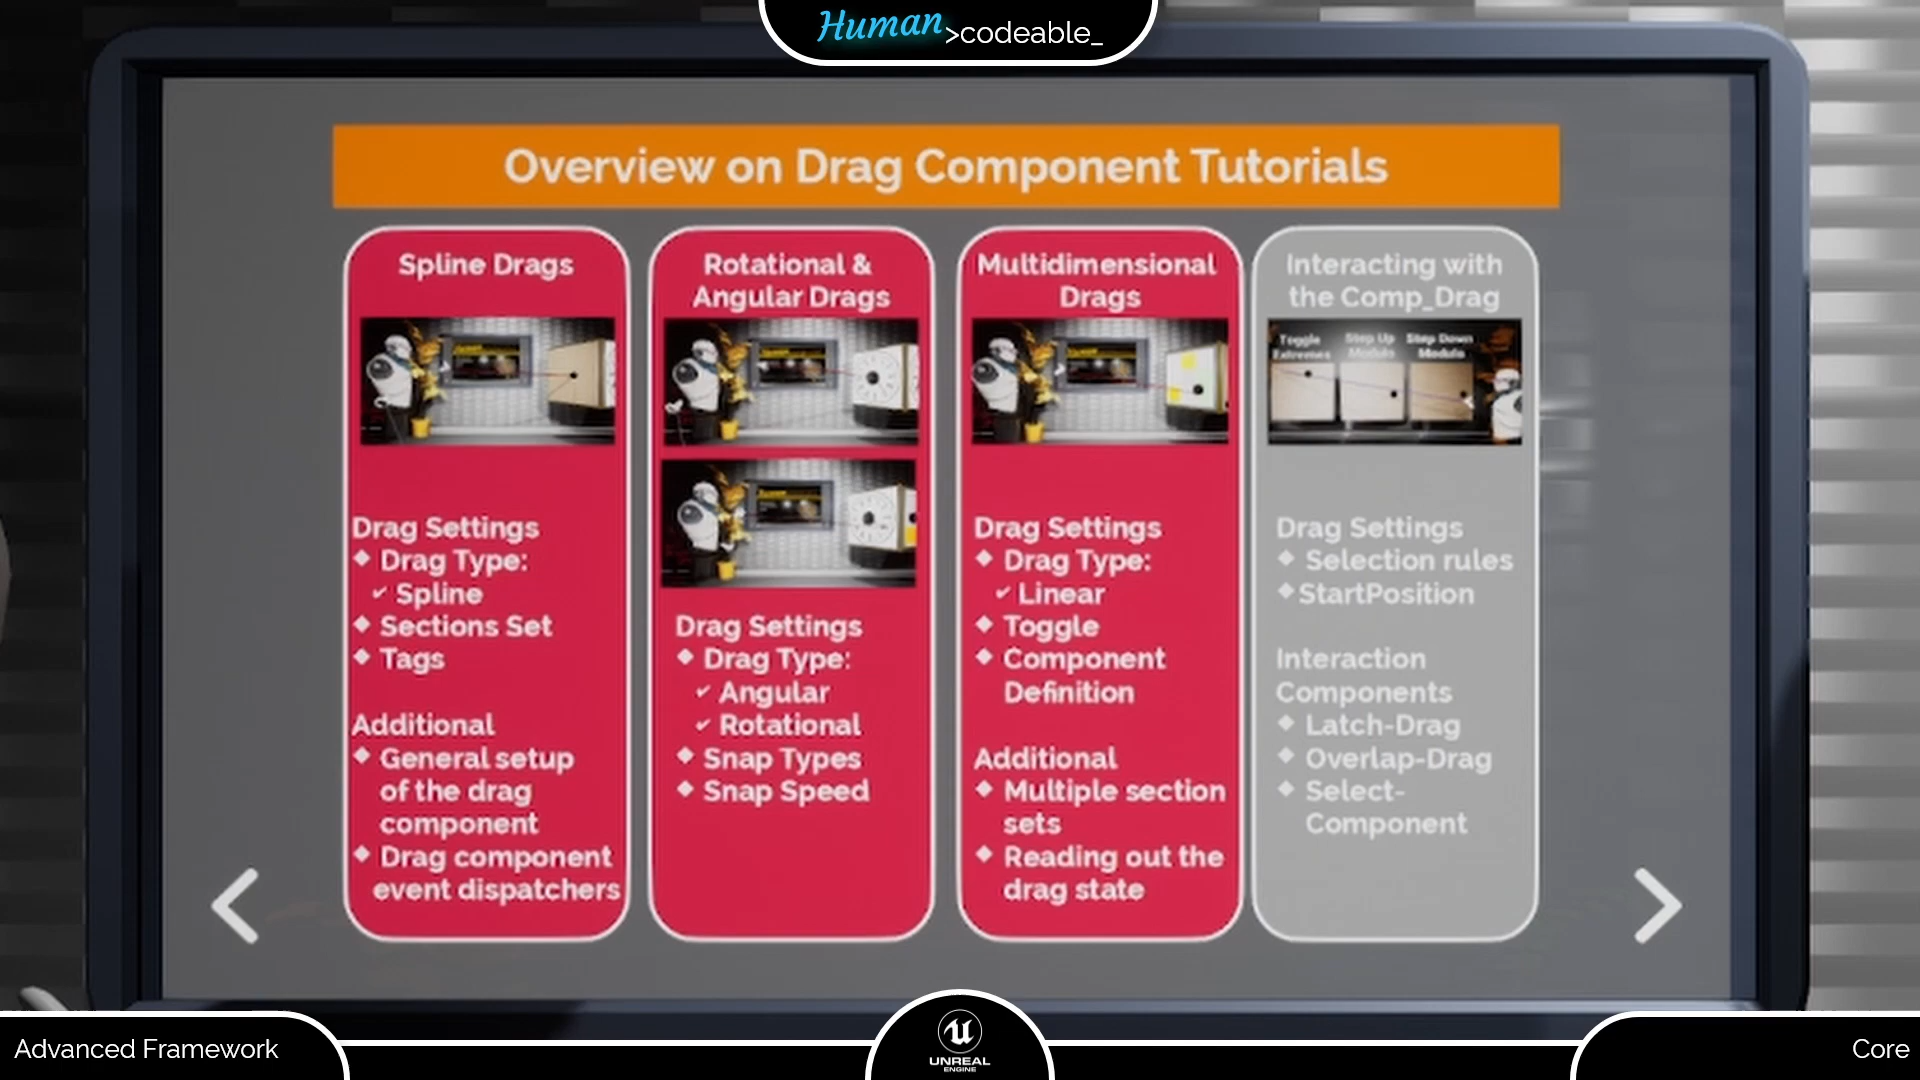 Human >codeable_
Overview on Drag Component Tutorials
Spline Drags
Drag Settings
◆ Drag Type:
✓ Spline
◆ Sections Set
◆ Tags
Additional
◆ General setup
of the drag
component
◆ Drag component
event dispatchers
Rotational &
Angular Drags
Drag Settings
◆ Drag Type:
✓ Angular
✓ Rotational
◆ Snap Types
◆ Snap Speed
Multidimensional
Drags
Drag Settings
◆ Drag Type:
✓ Linear
◆ Toggle
◆ Component
Definition
Additional
◆ Multiple section
sets
◆ Reading out the
drag state
Interacting with
the Comp_Drag
Toggle
Extremes
Step Up
Modulo
Step Down
Modulo
Drag Settings
◆ Selection rules
◆ StartPosition
Interaction
Components
◆ Latch-Drag
◆ Overlap-Drag
◆ Select-
Component
Advanced Framework
UNREAL
ENGINE
Core